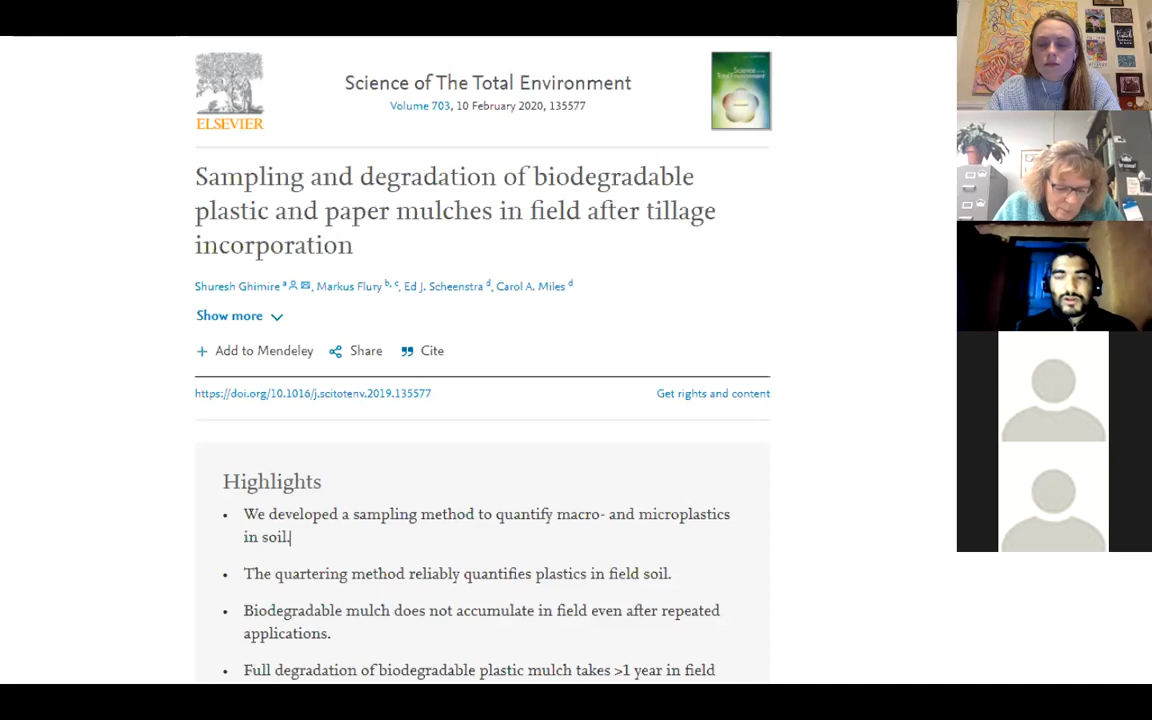 ELSEVIER
Science of The Total Environment
Volume 703, 10 February 2020, 135577
Sampling and degradation of biodegradable
plastic and paper mulches in field after tillage
incorporation
Shuresh Ghimire a, Markus Flury b, c, Ed J. Scheenstra d, Carol A. Miles d
Show more
Add to Mendeley Share Cite
https://doi.org/10.1016/j.scitotenv.2019.135577 Get rights and content
Highlights
• We developed a sampling method to quantify macro- and microplastics
in soil.
• The quartering method reliably quantifies plastics in field soil.
• Biodegradable mulch does not accumulate in field even after repeated
applications.
• Full degradation of biodegradable plastic mulch takes >1 year in field